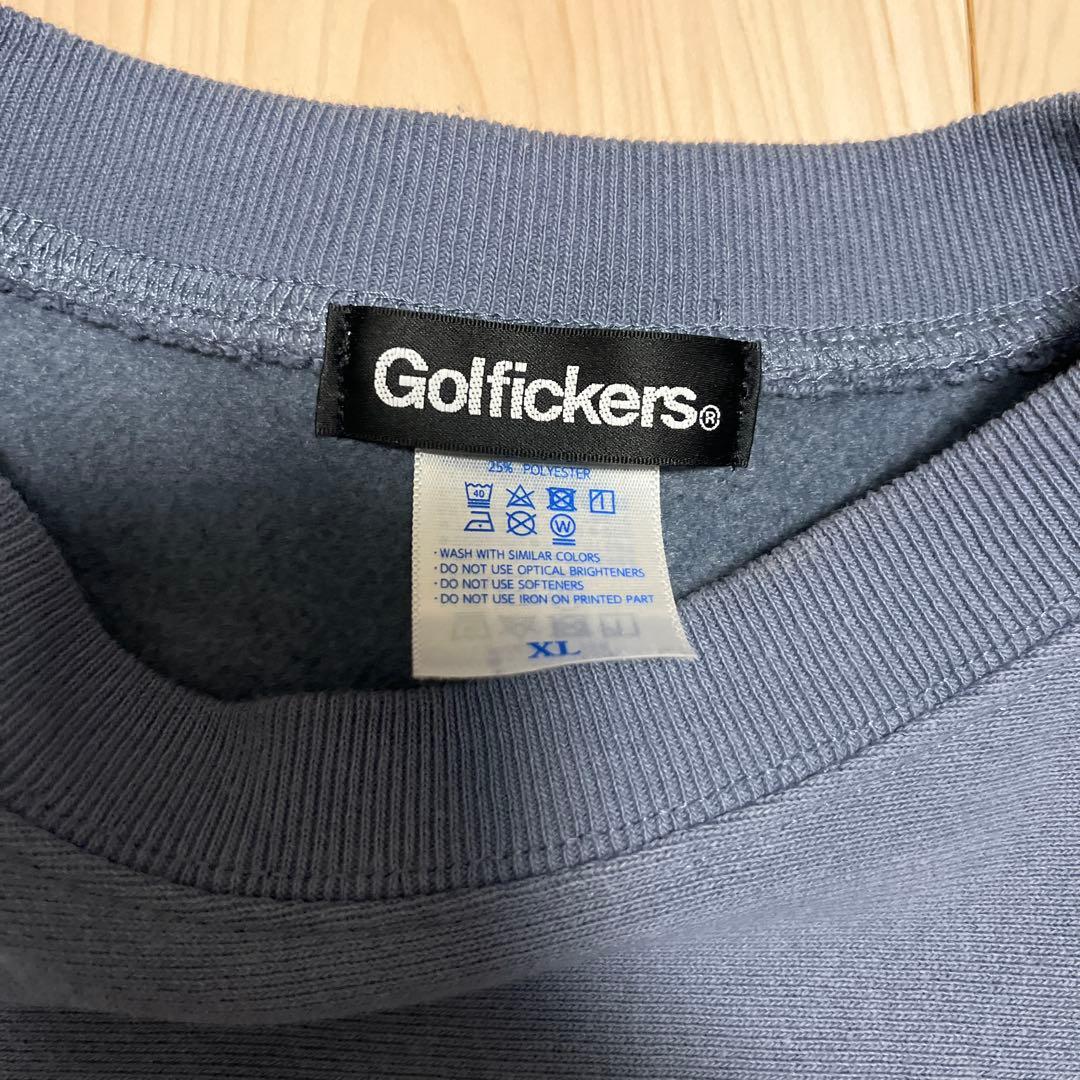 Golfickers®
25% POLYESTER
40
W
· WASH WITH SIMILAR COLORS
· DO NOT USE OPTICAL BRIGHTENERS
· DO NOT USE SOFTENERS
· DO NOT USE IRON ON PRINTED PART
XL